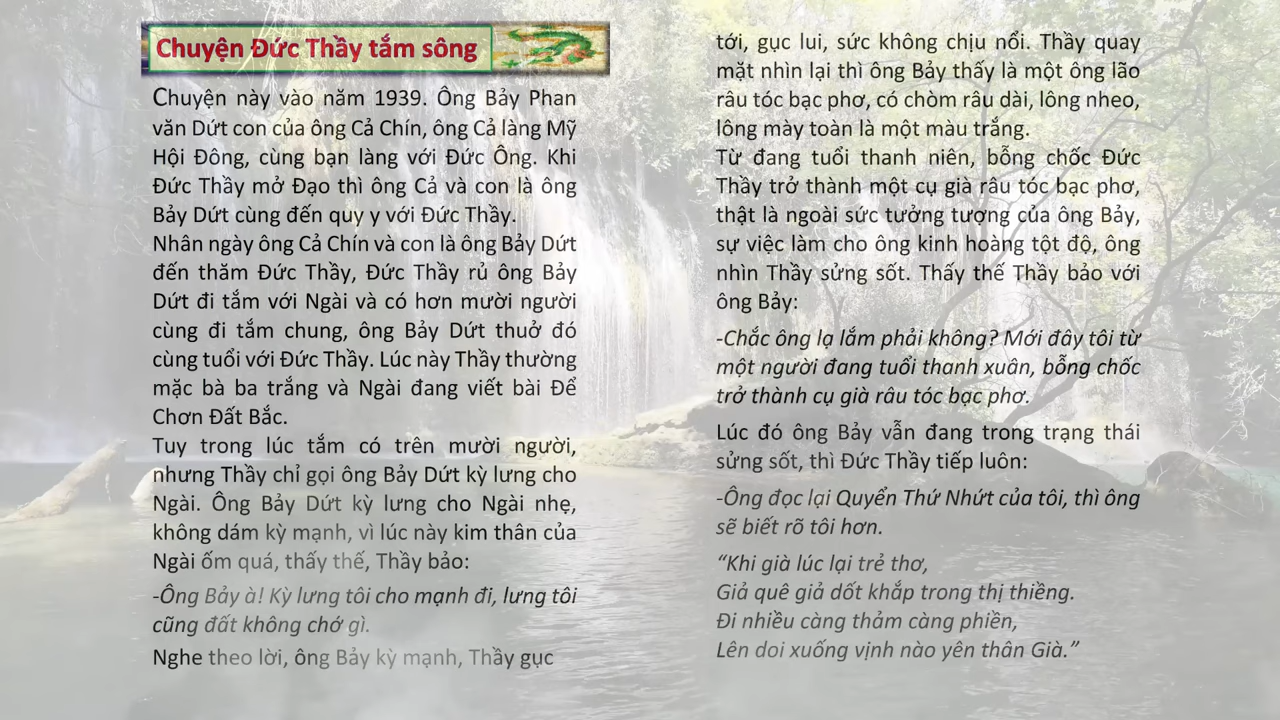 Chuyện Đức Thầy tắm sông
Chuyện này vào năm 1939. Ông Bảy Phan
văn Dứt con của ông Cả Chín, ông Cả làng Mỹ
Hội Đông, cùng bạn làng với Đức Ông. Khi
Đức Thầy mở Đạo thì ông Cả và con là ông
Bảy Dứt cùng đến quy y với Đức Thầy.
Nhân ngày ông Cả Chín và con là ông Bảy Dứt
đến thăm Đức Thầy, Đức Thầy rủ ông Bảy
Dứt đi tắm với Ngài và có hơn mười người
cùng đi tắm chung, ông Bảy Dứt thuở đó
cùng tuổi với Đức Thầy. Lúc này Thầy thường
mặc bà ba trắng và Ngài đang viết bài Để
Chơn Đất Bắc.
Tuy trong lúc tắm có trên mười người,
nhưng Thầy chỉ gọi ông Bảy Dứt kỳ lưng cho
Ngài. Ông Bảy Dứt kỳ lưng cho Ngài nhẹ,
không dám kỳ mạnh, vì lúc này kim thân của
Ngài ốm quá, thấy thế, Thầy bảo:
-Ông Bảy à! Kỳ lưng tôi cho mạnh đi, lưng tôi
cũng đất không chớ gì.
Nghe theo lời, ông Bảy kỳ mạnh, Thầy gục
tới, gục lui, sức không chịu nổi. Thầy quay
mặt nhìn lại thì ông Bảy thấy là một ông lão
râu tóc bạc phơ, có chòm râu dài, lông nheo,
lông mày toàn là một màu trắng.
Từ đang tuổi thanh niên, bỗng chốc Đức
Thầy trở thành một cụ già râu tóc bạc phơ,
thật là ngoài sức tưởng tượng của ông Bảy,
sự việc làm cho ông kinh hoàng tột độ, ông
nhìn Thầy sửng sốt. Thấy thế Thầy bảo với
ông Bảy:
-Chắc ông lạ lắm phải không? Mới đây tôi từ
một người đang tuổi thanh xuân, bỗng chốc
trở thành cụ già râu tóc bạc phơ.
Lúc đó ông Bảy vẫn đang trong trạng thái
sửng sốt, thì Đức Thầy tiếp luôn:
-Ông đọc lại Quyển Thứ Nhứt của tôi, thì ông
sẽ biết rõ tôi hơn.
“Khi già lúc lại trẻ thơ,
Giả quê giả dốt khắp trong thị thiềng.
Đi nhiều càng thảm càng phiền,
Lên doi xuống vịnh nào yên thân Già.”